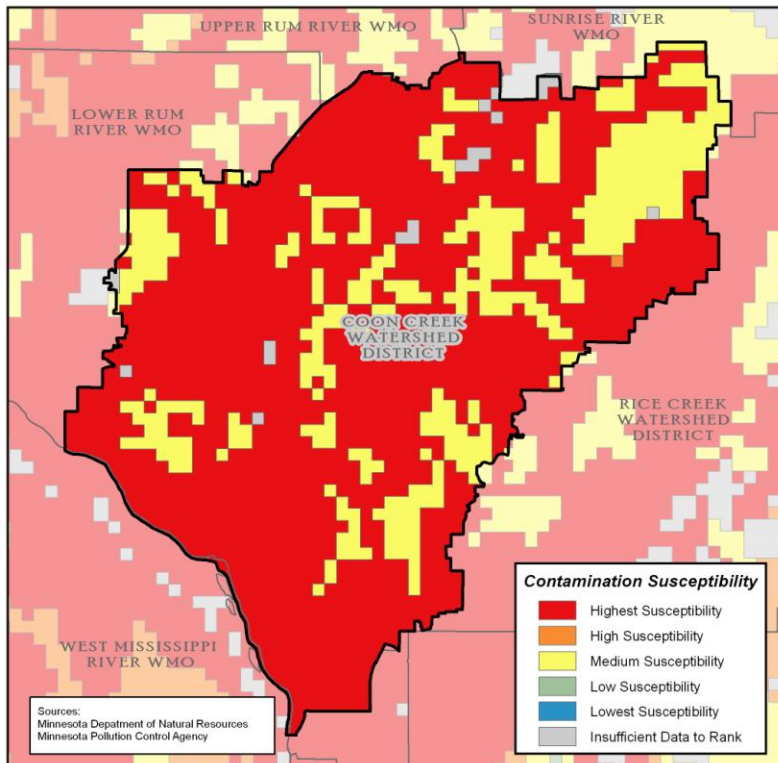 UPPER RUM RIVER WMO
SUNRISE RIVER
WMO
LOWER RUM
RIVER WMO
COON CREEK
WATERSHED
DISTRICT
RICE CREEK
WATERSHED
DISTRICT
WEST MISSISSIPPI
RIVER WMO
Contamination Susceptibility
Highest Susceptibility
High Susceptibility
Medium Susceptibility
Low Susceptibility
Lowest Susceptibility
Insufficient Data to Rank
Sources:
Minnesota Depatment of Natural Resources
Minnesota Pollution Control Agency